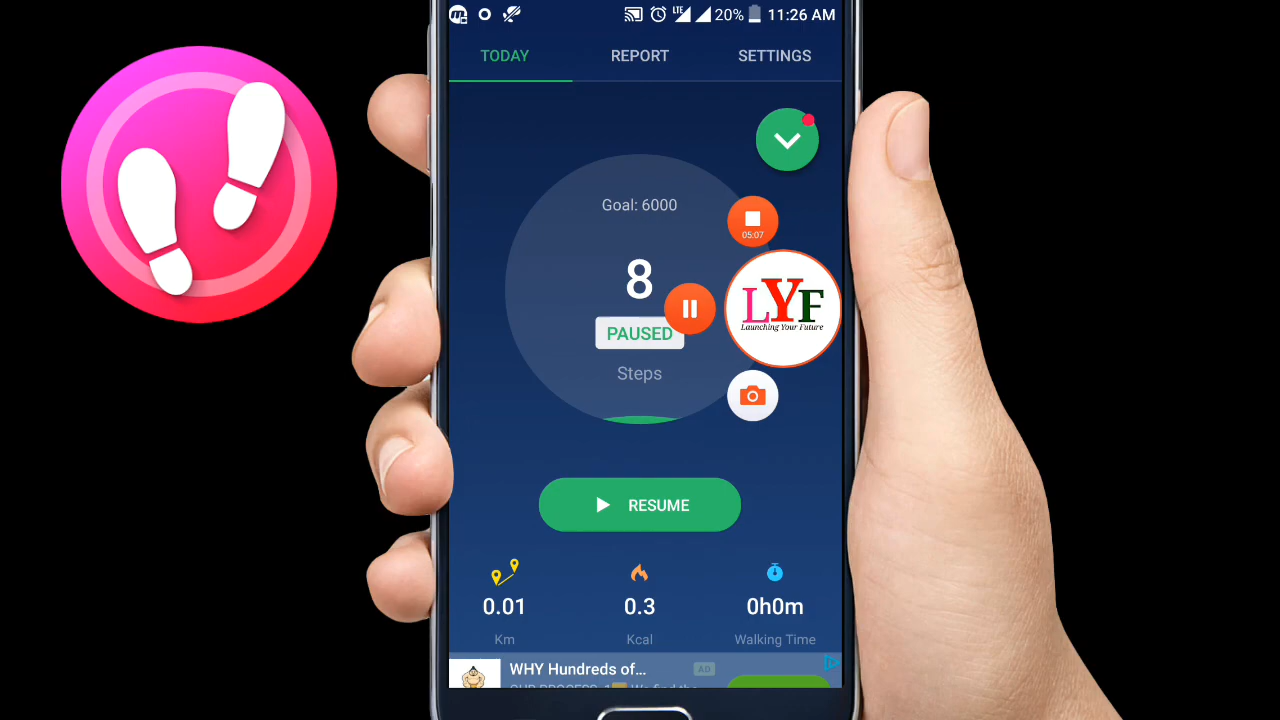 LTE 20% 11:26 AM
TODAY REPORT SETTINGS
Goal: 6000
05:07
8
LYF
Launching Your Future
PAUSED
Steps
RESUME
0.01 0.3 0h0m
Km Kcal Walking Time
WHY Hundreds of... AD